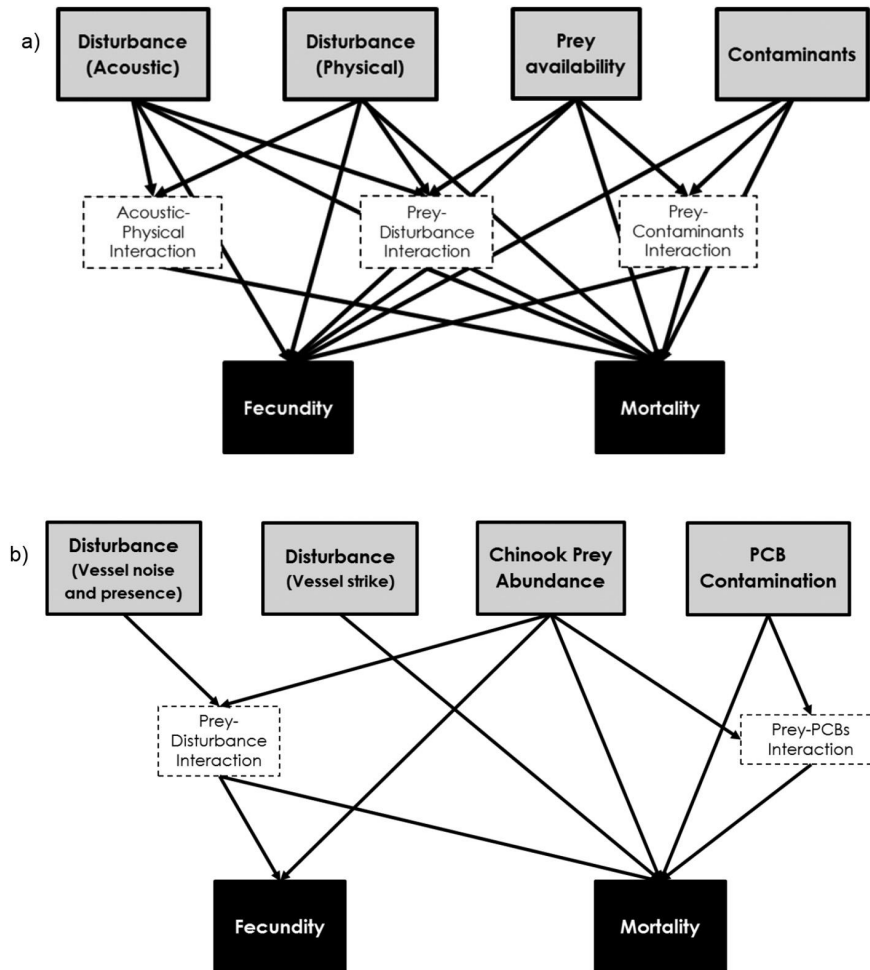 a)
Disturbance
(Acoustic)
Disturbance
(Physical)
Prey
availability
Contaminants
Acoustic-
Physical
Interaction
Prey-
Disturbance
Interaction
Prey-
Contaminants
Interaction
Fecundity
Mortality
b)
Disturbance
(Vessel noise
and presence)
Disturbance
(Vessel strike)
Chinook Prey
Abundance
PCB
Contamination
Prey-
Disturbance
Interaction
Prey-PCBs
Interaction
Fecundity
Mortality